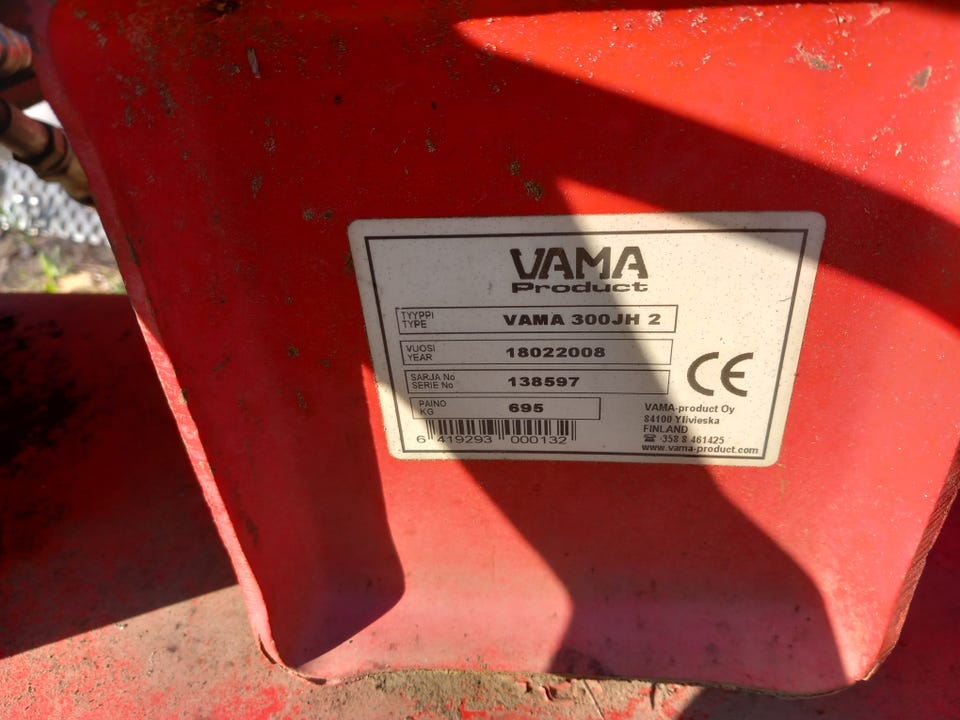 VAMA
Product
TYYPPI
TYPE
VAMA 300JH 2
VUOSI
YEAR
18022008
SARJA No
SERIE No
138597
PAINO
KG
695
CE
6 419293 000132
VAMA-product Oy
84100 Ylivieska
FINLAND
☎ -358 8 461425
www.vama-product.com